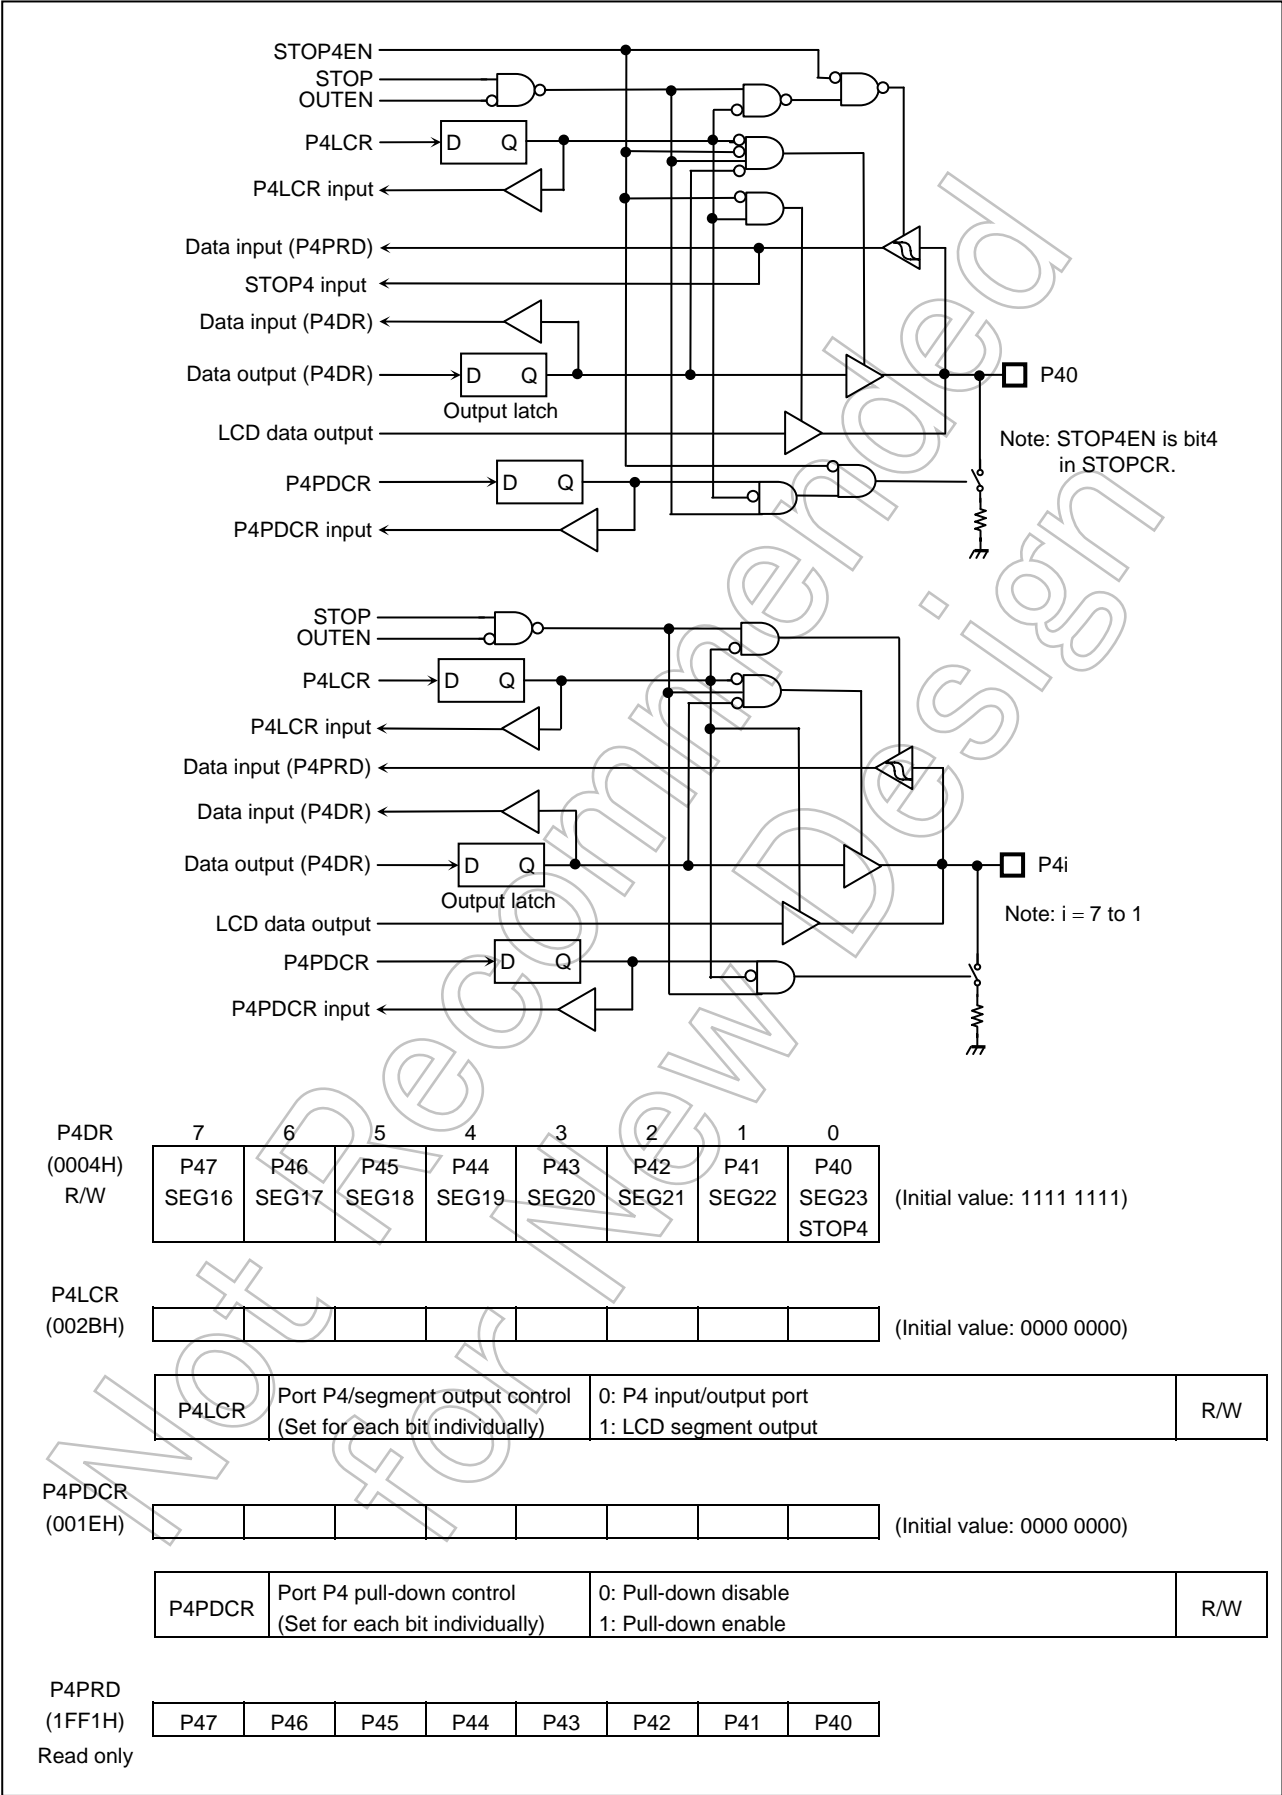 STOP4EN
STOP
OUTEN
P4LCR
D Q
P4LCR input
Data input (P4PRD)
STOP4 input
Data input (P4DR)
Data output (P4DR)
D Q
P40
Output latch
LCD data output
Note: STOP4EN is bit4
in STOPCR.
P4PDCR
D Q
P4PDCR input
STOP
OUTEN
P4LCR
D Q
P4LCR input
Data input (P4PRD)
Data input (P4DR)
Data output (P4DR)
D Q
P4i
Output latch
Note: i = 7 to 1
LCD data output
P4PDCR
D Q
P4PDCR input
Not Recommended
for New Design
P4DR 7 6 5 4 3 2 1 0
(0004H) P47 P46 P45 P44 P43 P42 P41 P40
R/W SEG16 SEG17 SEG18 SEG19 SEG20 SEG21 SEG22 SEG23 (Initial value: 1111 1111)
STOP4
P4LCR
(002BH) (Initial value: 0000 0000)
P4LCR Port P4/segment output control 0: P4 input/output port R/W
(Set for each bit individually) 1: LCD segment output
P4PDCR
(001EH) (Initial value: 0000 0000)
P4PDCR Port P4 pull-down control 0: Pull-down disable R/W
(Set for each bit individually) 1: Pull-down enable
P4PRD
(1FF1H) P47 P46 P45 P44 P43 P42 P41 P40
Read only